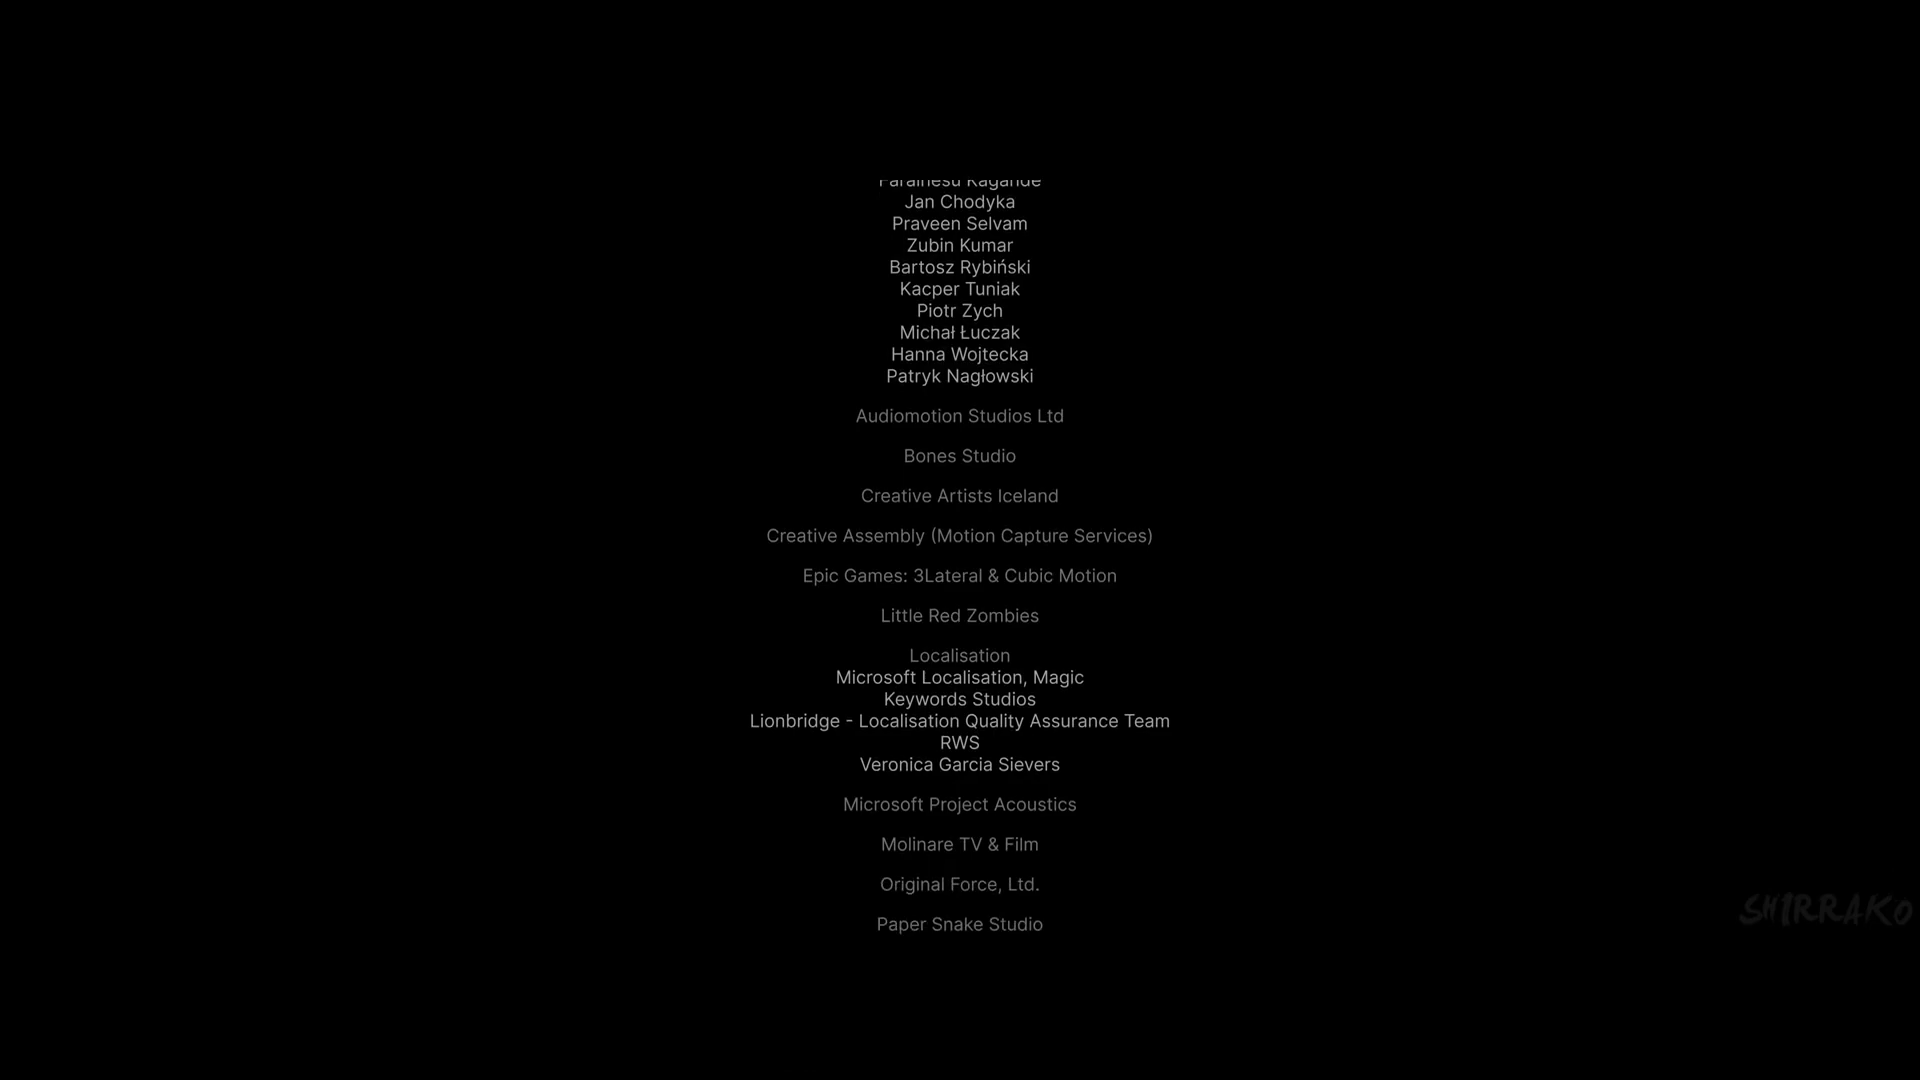 Jan Chodyka
Praveen Selvam
Zubin Kumar
Bartosz Rybiński
Kacper Tuniak
Piotr Zych
Michał Łuczak
Hanna Wojtecka
Patryk Nagłowski
Audiomotion Studios Ltd
Bones Studio
Creative Artists Iceland
Creative Assembly (Motion Capture Services)
Epic Games: 3Lateral & Cubic Motion
Little Red Zombies
Localisation
Microsoft Localisation, Magic
Keywords Studios
Lionbridge - Localisation Quality Assurance Team
RWS
Veronica Garcia Sievers
Microsoft Project Acoustics
Molinare TV & Film
Original Force, Ltd.
SHIRRAKO
Paper Snake Studio